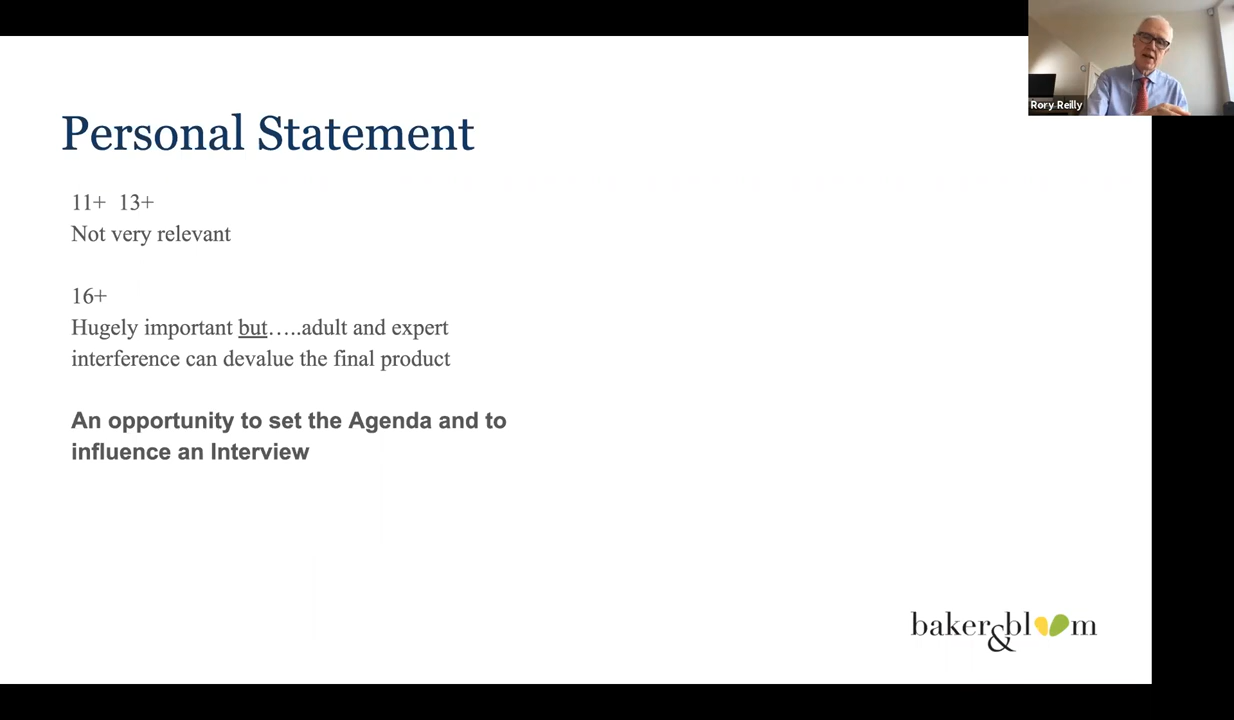 Rory Reilly
Personal Statement
11+ 13+
Not very relevant
16+
Hugely important but…..adult and expert
interference can devalue the final product
An opportunity to set the Agenda and to
influence an Interview
baker&bloom